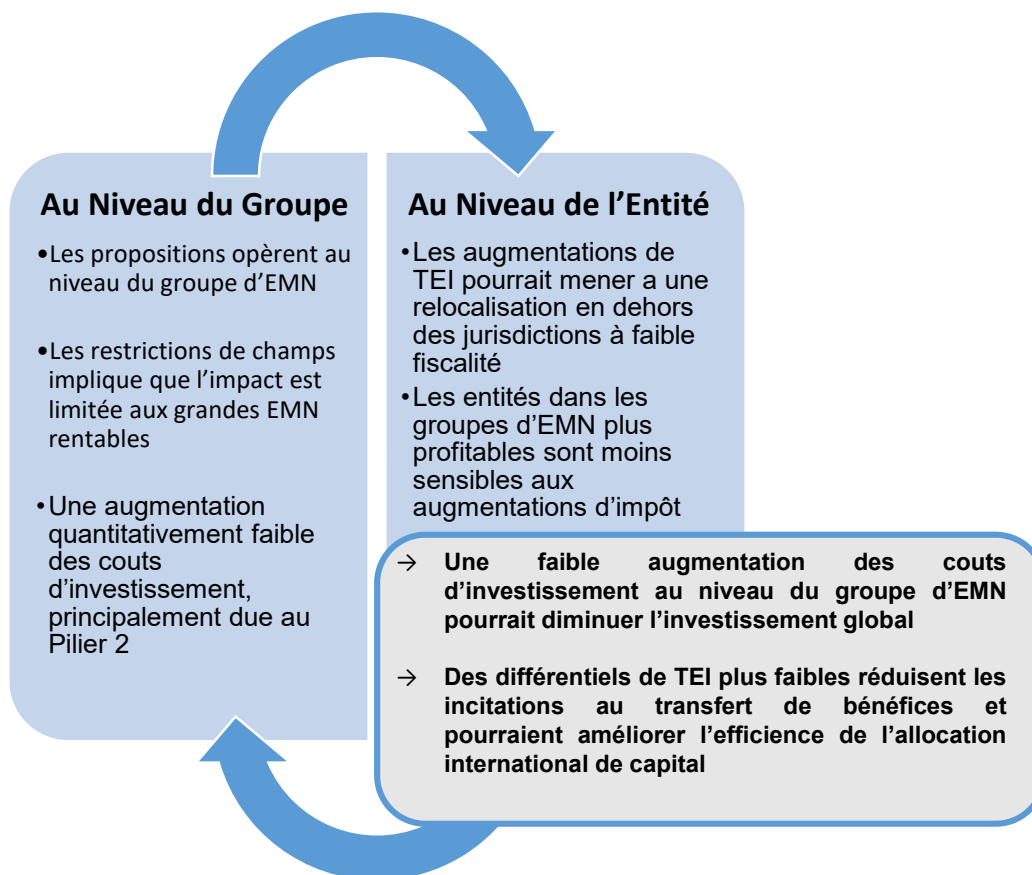 Au Niveau du Groupe
•Les propositions opèrent au
niveau du groupe d’EMN
•Les restrictions de champs
implique que l’impact est
limitée aux grandes EMN
rentables
•Une augmentation
quantitativement faible
des couts
d’investissement,
principalement due au
Pilier 2
Au Niveau de l’Entité
•Les augmentations de
TEI pourrait mener a une
relocalisation en dehors
des jurisdictions à faible
fiscalité
•Les entités dans les
groupes d’EMN plus
profitables sont moins
sensibles aux
augmentations d’impôt
→ Une faible augmentation des couts
d’investissement au niveau du groupe d’EMN
pourrait diminuer l’investissement global
→ Des différentiels de TEI plus faibles réduisent les
incitations au transfert de bénéfices et
pourraient améliorer l’efficience de l’allocation
international de capital